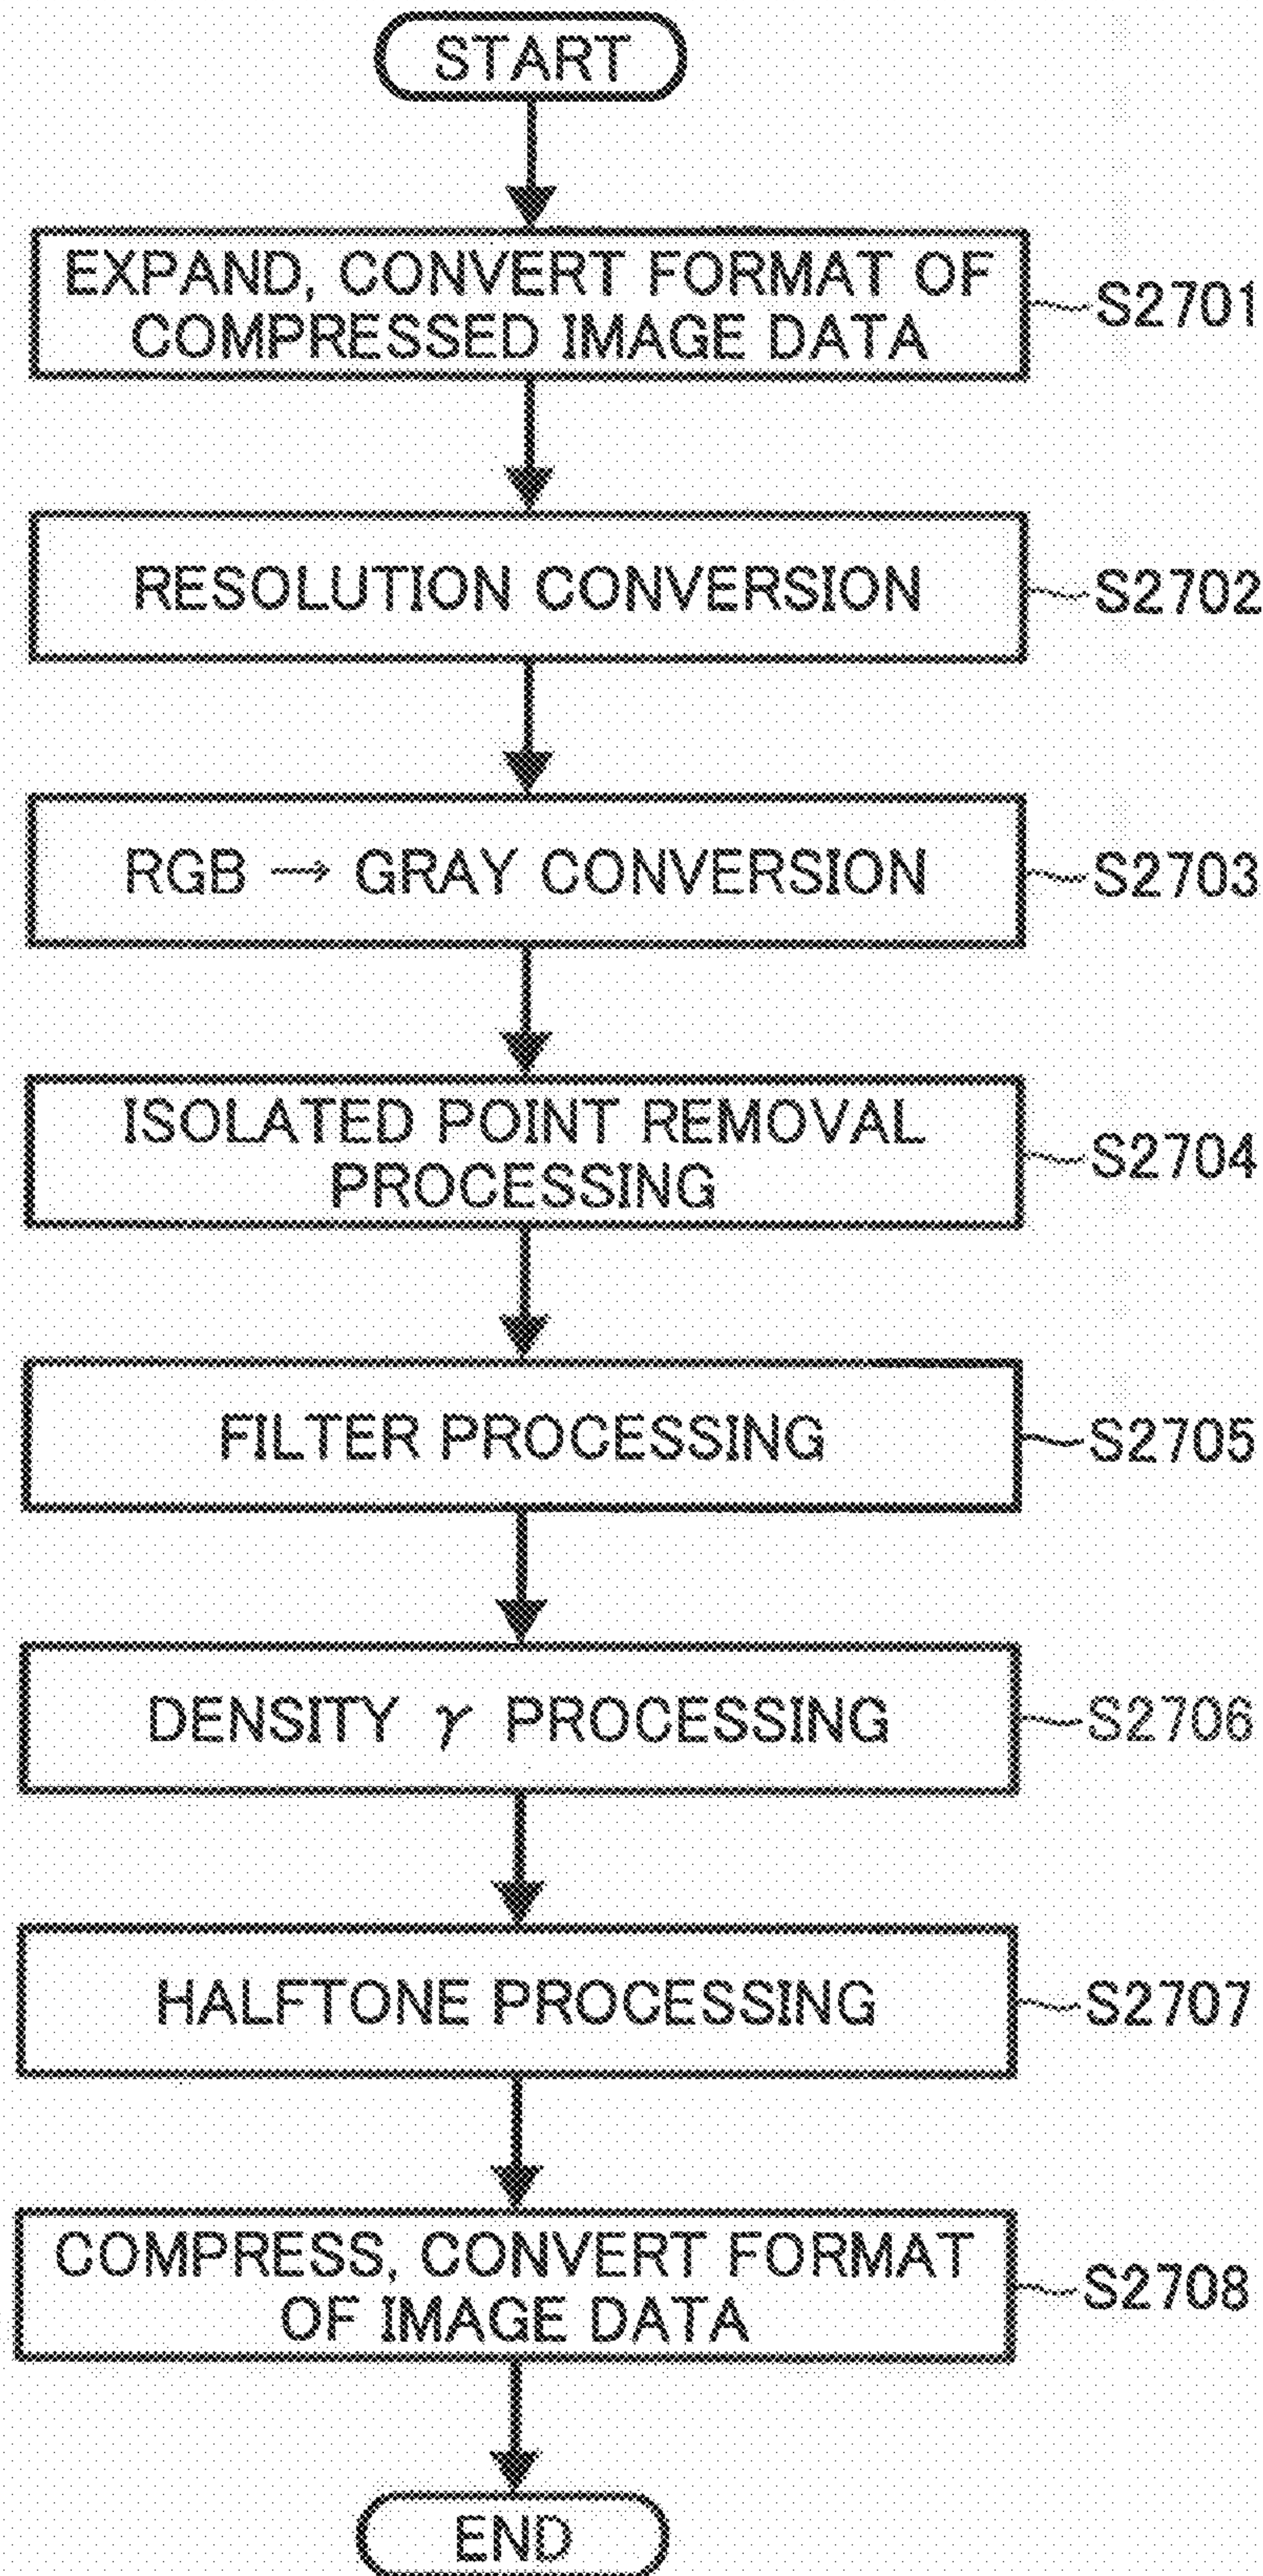 START
EXPAND, CONVERT FORMAT OF
COMPRESSED IMAGE DATA
S2701
RESOLUTION CONVERSION
S2702
RGB → GRAY CONVERSION
S2703
ISOLATED POINT REMOVAL
PROCESSING
S2704
FILTER PROCESSING
S2705
DENSITY γ PROCESSING
S2706
HALFTONE PROCESSING
S2707
COMPRESS, CONVERT FORMAT
OF IMAGE DATA
S2708
END